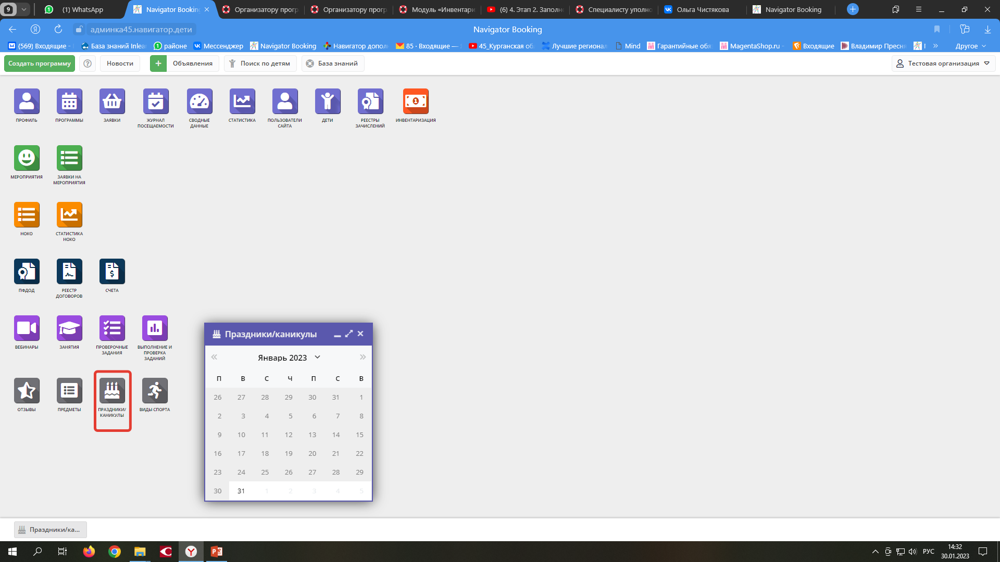 9
(1) WhatsApp
Navigator Booking
Организатору прогр
Организатору прогр
Модуль «Инвентари
(6) 4. Этап 2. Заполн
Специалисту уполно
Ольга Чистякова
Navigator Booking
админка45.навигатор.дети
Navigator Booking
(569) Входящие -
База знаний Inlear
районе
Мессенджер
Navigator Booking
Навигатор допол
85 · Входящие —
45_Курганская об
Лучшие регионал
Mind
Гарантийные обя
MagentaShop.ru -
Входящие
Владимир Пресня
Другое
Создать программу
Новости
Объявления
Поиск по детям
База знаний
Тестовая организация
ПРОФИЛЬ
ПРОГРАММЫ
ЗАЯВКИ
ЖУРНАЛ
ПОСЕЩАЕМОСТИ
СВОДНЫЕ
ДАННЫЕ
СТАТИСТИКА
ПОЛЬЗОВАТЕЛИ
САЙТА
ДЕТИ
РЕЕСТРЫ
ЗАЧИСЛЕНИЙ
ИНВЕНТАРИЗАЦИЯ
МЕРОПРИЯТИЯ
ЗАЯВКИ НА
МЕРОПРИЯТИЯ
НОКО
СТАТИСТИКА
НОКО
ПФДОД
РЕЕСТР
ДОГОВОРОВ
СЧЕТА
ВЕБИНАРЫ
ЗАНЯТИЯ
ПРОВЕРОЧНЫЕ
ЗАДАНИЯ
ВЫПОЛНЕНИЕ И
ПРОВЕРКА
ЗАДАНИЙ
ОТЗЫВЫ
ПРЕДМЕТЫ
ПРАЗДНИКИ/
КАНИКУЛЫ
ВИДЫ СПОРТА
Праздники/каникулы
Январь 2023
П В С Ч П С В
26 27 28 29 30 31 1
2 3 4 5 6 7 8
9 10 11 12 13 14 15
16 17 18 19 20 21 22
23 24 25 26 27 28 29
30 31 1 2 3 4 5
Праздники/ка...
РУС
14:32
30.01.2023